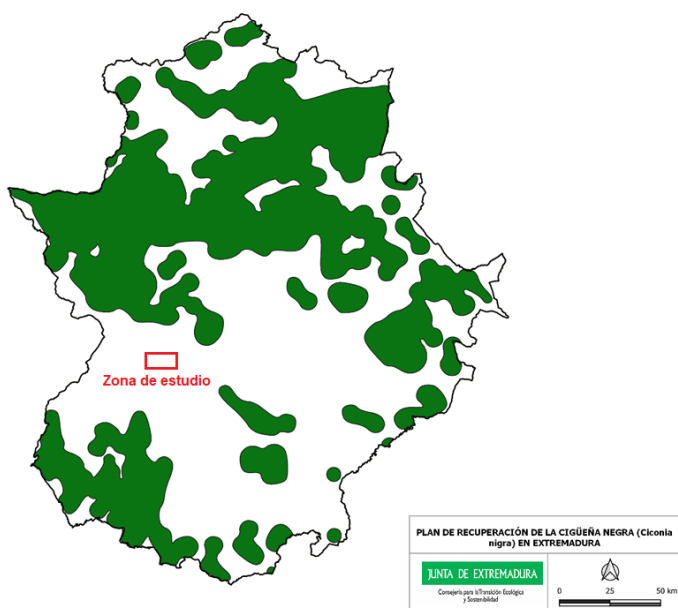 Zona de estudio
PLAN DE RECUPERACIÓN DE LA CIGÜEÑA NEGRA (Ciconia
nigra) EN EXTREMADURA
JUNTA DE EXTREMADURA
Consejería para la Transición Ecológica
y Sostenibilidad
0 25 50 km